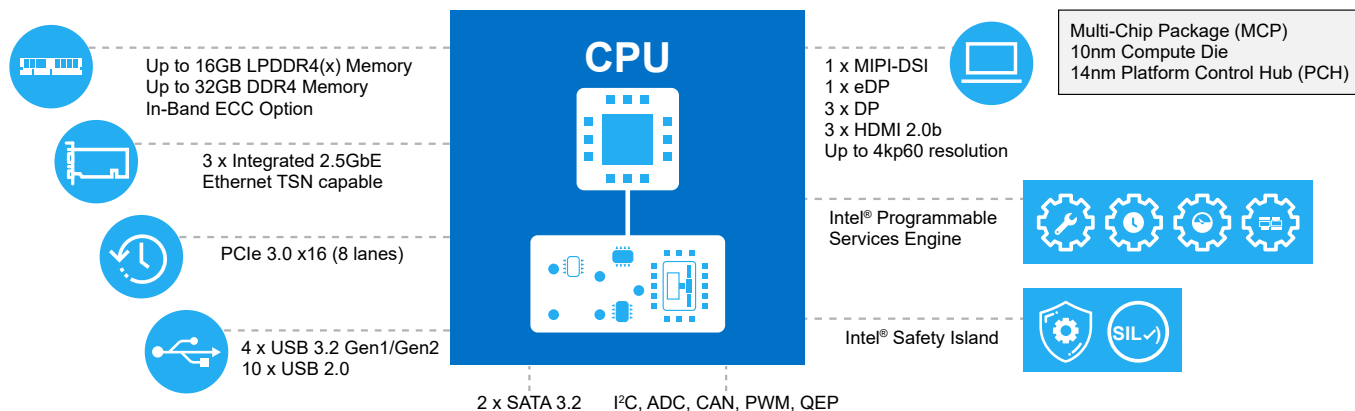 CPU
Up to 16GB LPDDR4(x) Memory
Up to 32GB DDR4 Memory
In-Band ECC Option
3 x Integrated 2.5GbE
Ethernet TSN capable
PCIe 3.0 x16 (8 lanes)
4 x USB 3.2 Gen1/Gen2
10 x USB 2.0
2 x SATA 3.2
I²C, ADC, CAN, PWM, QEP
1 x MIPI-DSI
1 x eDP
3 x DP
3 x HDMI 2.0b
Up to 4kp60 resolution
Multi-Chip Package (MCP)
10nm Compute Die
14nm Platform Control Hub (PCH)
Intel® Programmable
Services Engine
Intel® Safety Island
SIL